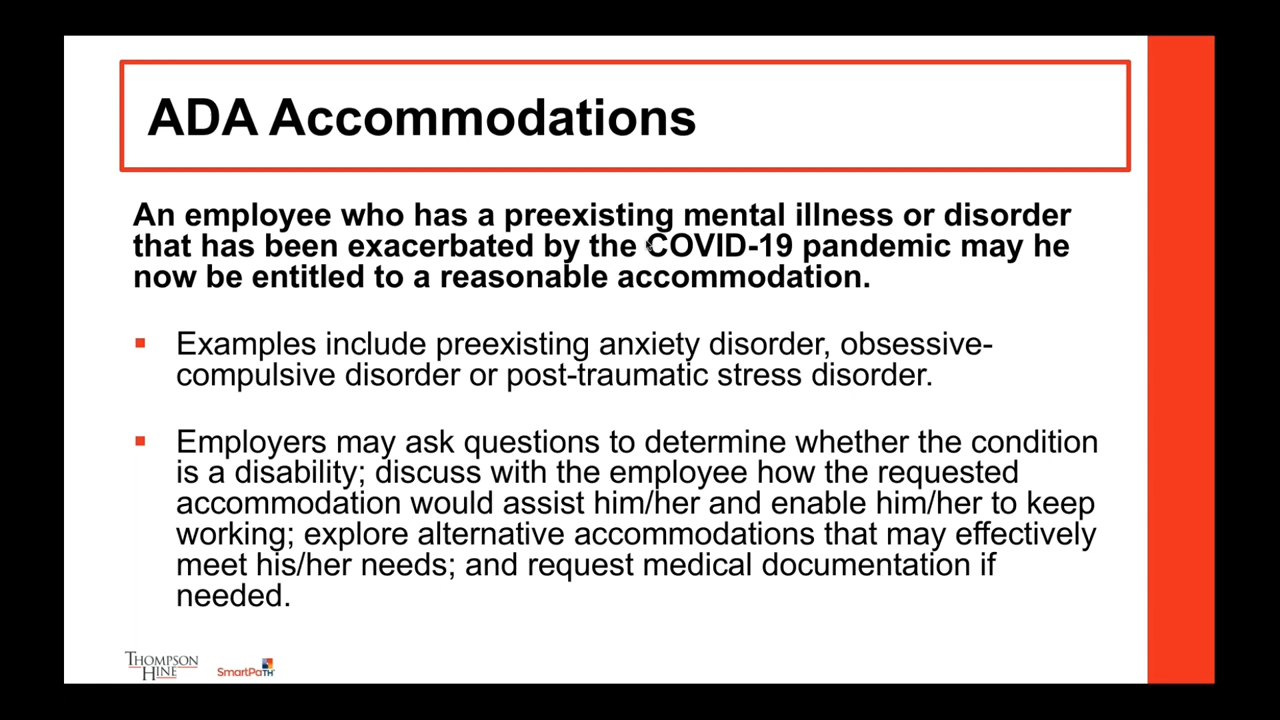 ADA Accommodations
An employee who has a preexisting mental illness or disorder
that has been exacerbated by the COVID-19 pandemic may he
now be entitled to a reasonable accommodation.
Examples include preexisting anxiety disorder, obsessive-
compulsive disorder or post-traumatic stress disorder.
Employers may ask questions to determine whether the condition
is a disability; discuss with the employee how the requested
accommodation would assist him/her and enable him/her to keep
working; explore alternative accommodations that may effectively
meet his/her needs; and request medical documentation if
needed.
THOMPSON
HINE
SmartPaTH